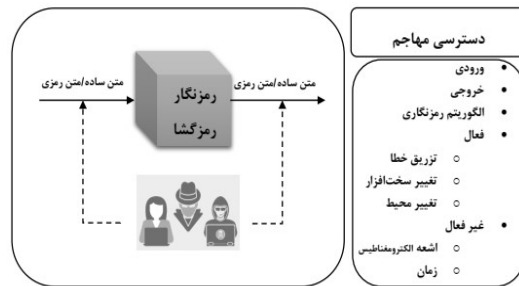 دسترسی مهاجم
• ورودی
• خروجی
• الگوریتم رمزنگاری
• فعال
○ تزریق خطا
○ تغییر سخت‌افزار
○ تغییر محیط
• غیر فعال
○ اشعه الکترومغناطیس
○ زمان
متن ساده/متن رمزی
رمزنگار
رمزگشا
متن ساده/متن رمزی